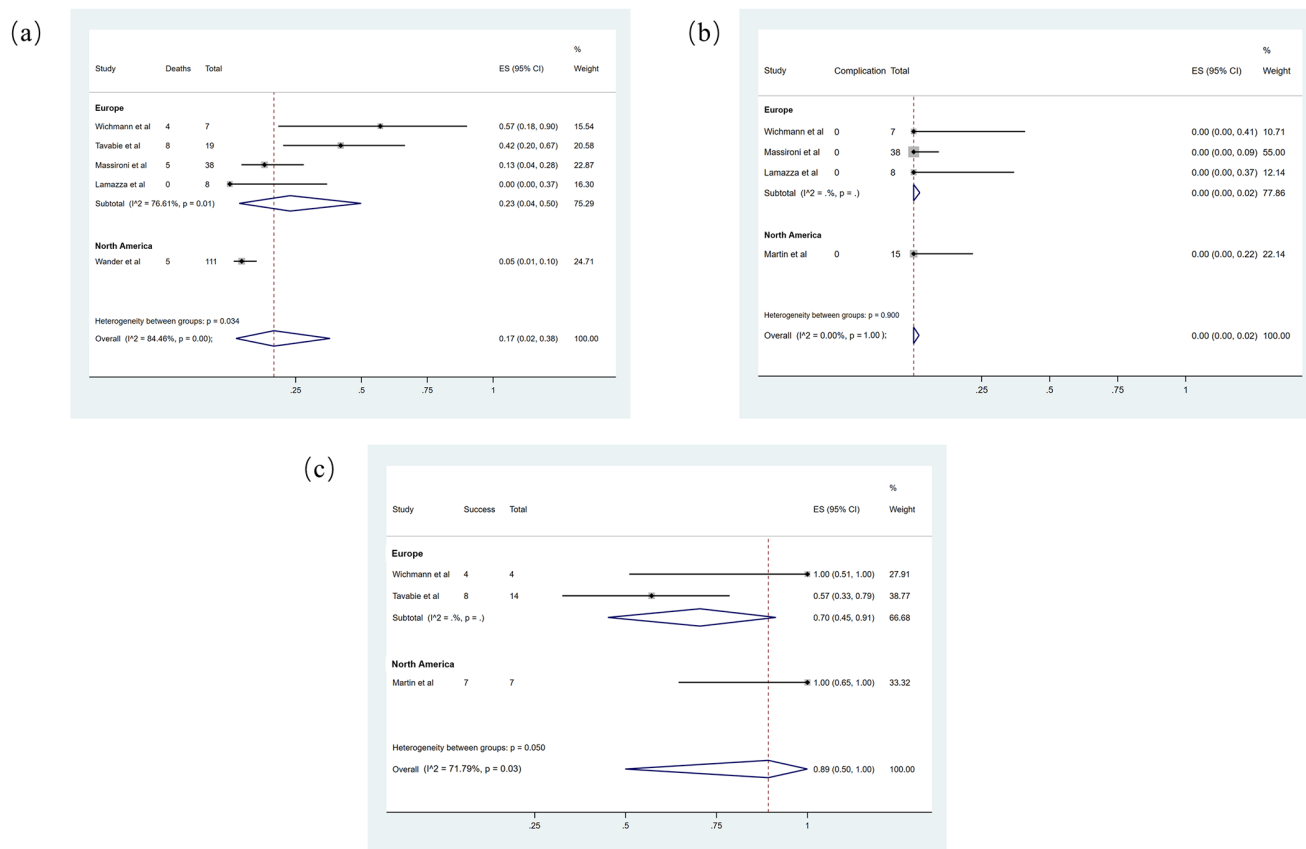 (a)
%
Study Deaths Total ES (95% CI) Weight
Europe
Wichmann et al 4 7 0.57 (0.18, 0.90) 15.54
Tavabie et al 8 19 0.42 (0.20, 0.67) 20.58
Massironi et al 5 38 0.13 (0.04, 0.28) 22.87
Lamazza et al 0 8 0.00 (0.00, 0.37) 16.30
Subtotal (I^2 = 76.61%, p = 0.01) 0.23 (0.04, 0.50) 75.29
North America
Wander et al 5 111 0.05 (0.01, 0.10) 24.71
Heterogeneity between groups: p = 0.034
Overall (I^2 = 84.46%, p = 0.00); 0.17 (0.02, 0.38) 100.00
.25 .5 .75 1
(b)
%
Study Complication Total ES (95% CI) Weight
Europe
Wichmann et al 0 7 0.00 (0.00, 0.41) 10.71
Massironi et al 0 38 0.00 (0.00, 0.09) 55.00
Lamazza et al 0 8 0.00 (0.00, 0.37) 12.14
Subtotal (I^2 = .%, p = .) 0.00 (0.00, 0.02) 77.86
North America
Martin et al 0 15 0.00 (0.00, 0.22) 22.14
Heterogeneity between groups: p = 0.900
Overall (I^2 = 0.00%, p = 1.00 ); 0.00 (0.00, 0.02) 100.00
.25 .5 .75 1
(c)
%
Study Success Total ES (95% CI) Weight
Europe
Wichmann et al 4 4 1.00 (0.51, 1.00) 27.91
Tavabie et al 8 14 0.57 (0.33, 0.79) 38.77
Subtotal (I^2 = .%, p = .) 0.70 (0.45, 0.91) 66.68
North America
Martin et al 7 7 1.00 (0.65, 1.00) 33.32
Heterogeneity between groups: p = 0.050
Overall (I^2 = 71.79%, p = 0.03) 0.89 (0.50, 1.00) 100.00
.25 .5 .75 1